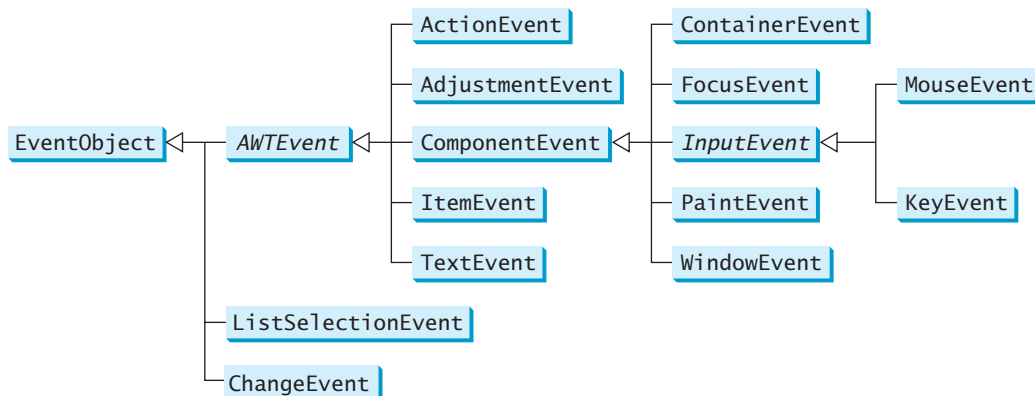 ActionEvent
ContainerEvent
AdjustmentEvent
FocusEvent
MouseEvent
EventObject
AWTEvent
ComponentEvent
InputEvent
ItemEvent
PaintEvent
KeyEvent
TextEvent
WindowEvent
ListSelectionEvent
ChangeEvent